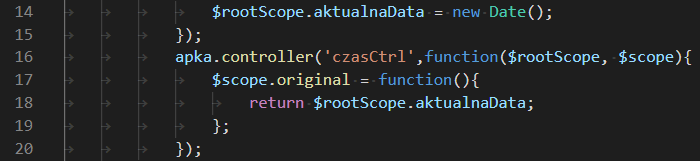 14 $rootScope.aktualnaData = new Date();
15 });
16 apka.controller('czasCtrl',function($rootScope, $scope){
17 $scope.original = function(){
18 return $rootScope.aktualnaData;
19 };
20 });